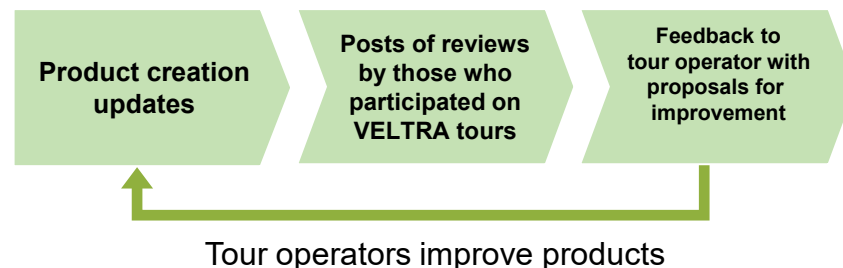 Product creation
updates
Posts of reviews
by those who
participated on
VELTRA tours
Feedback to
tour operator with
proposals for
improvement
Tour operators improve products